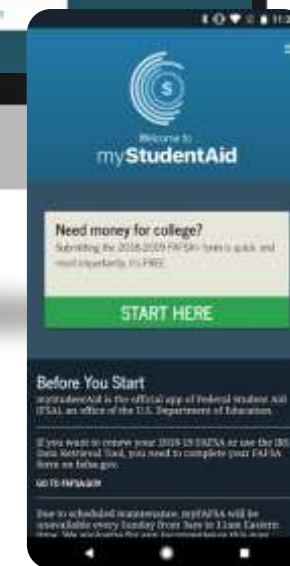 Welcome to
myStudentAid
Need money for college?
Submitting the 2018-2019 FAFSA® form is quick, and
most importantly, it's FREE.
START HERE
Before You Start
myStudentAid is the official app of Federal Student Aid
(FSA), an office of the U.S. Department of Education.
If you want to renew your 2018-19 FAFSA or use the IRS
Data Retrieval Tool, you need to complete your FAFSA
form on fafsa.gov.
GO TO FAFSA.GOV
Due to scheduled maintenance, myFAFSA will be
unavailable every Sunday from 3am to 11am Eastern
time. We apologize for any inconvenience this may